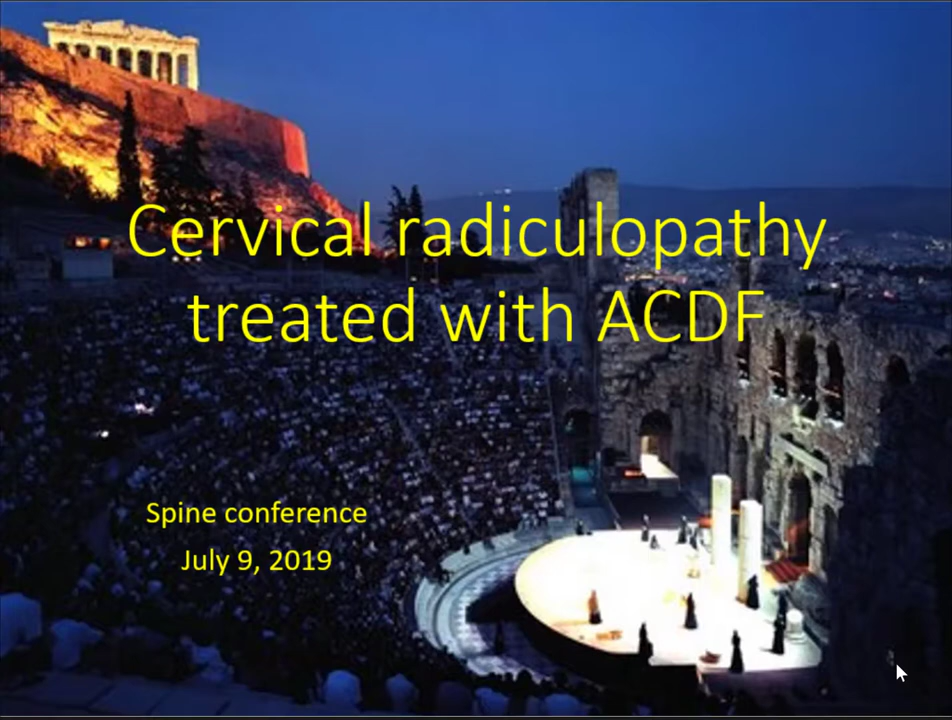 Cervical radiculopathy
treated with ACDF
Spine conference
July 9, 2019